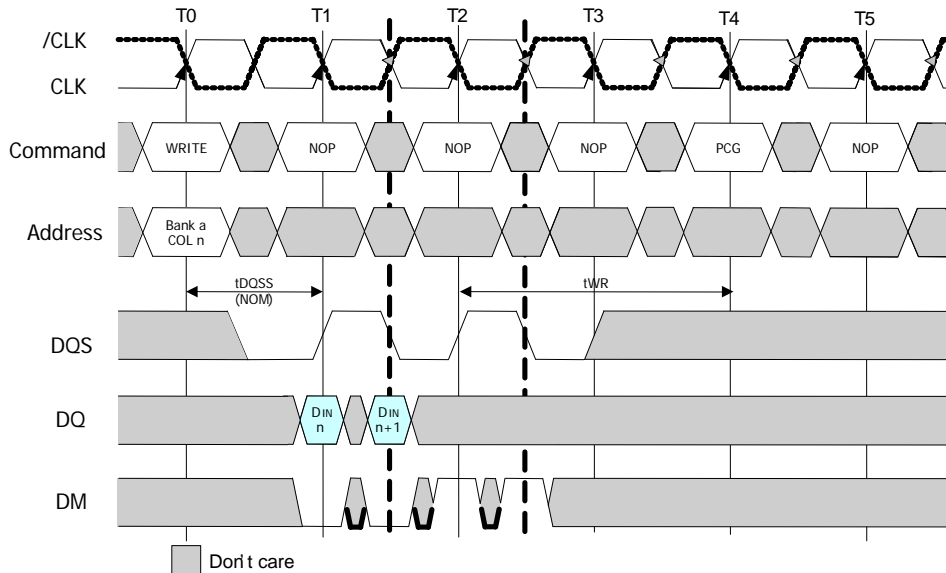 T0 T1 T2 T3 T4 T5
/CLK
CLK
Command WRITE NOP NOP NOP PCG NOP
Address Bank a
COL n
tDQSS
(NOM)
tWR
DQS
DQ DIN
n
DIN
n+1
DM
Don't care